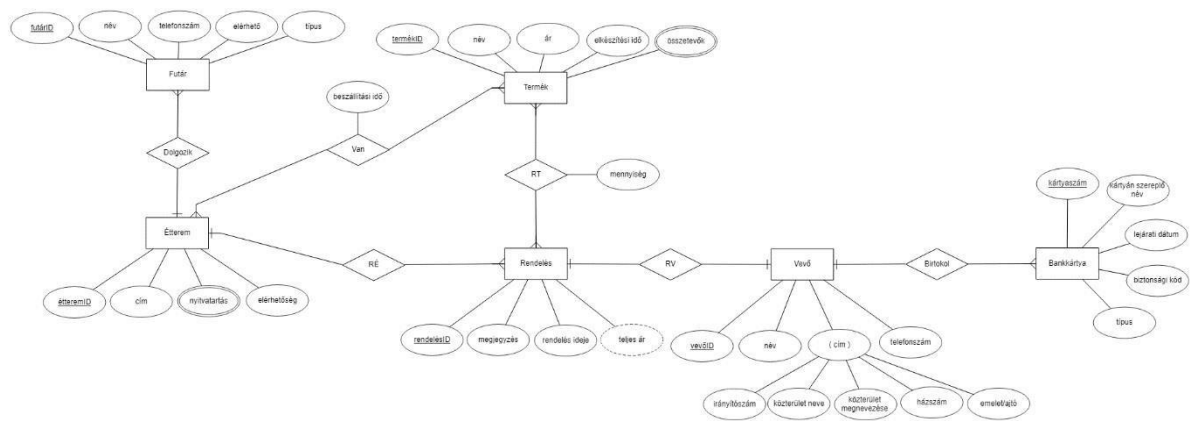 futárID
név
telefonszám
elérhető
típus
Futár
termékID
név
ár
elkészítési idő
összetevők
Termék
beszállítási idő
Van
Dolgozik
RT
mennyiség
Étterem
étteremID
cím
nyitvatartás
elérhetőség
RÉ
Rendelés
rendelésID
megjegyzés
rendelés ideje
teljes ár
RV
Vevő
vevőID
név
( cím )
telefonszám
irányítószám
közterület neve
közterület
megnevezése
házszám
emelet/ajtó
Birtokol
Bankkártya
kártyaszám
kártyán szereplő
név
lejárati dátum
biztonsági kód
típus